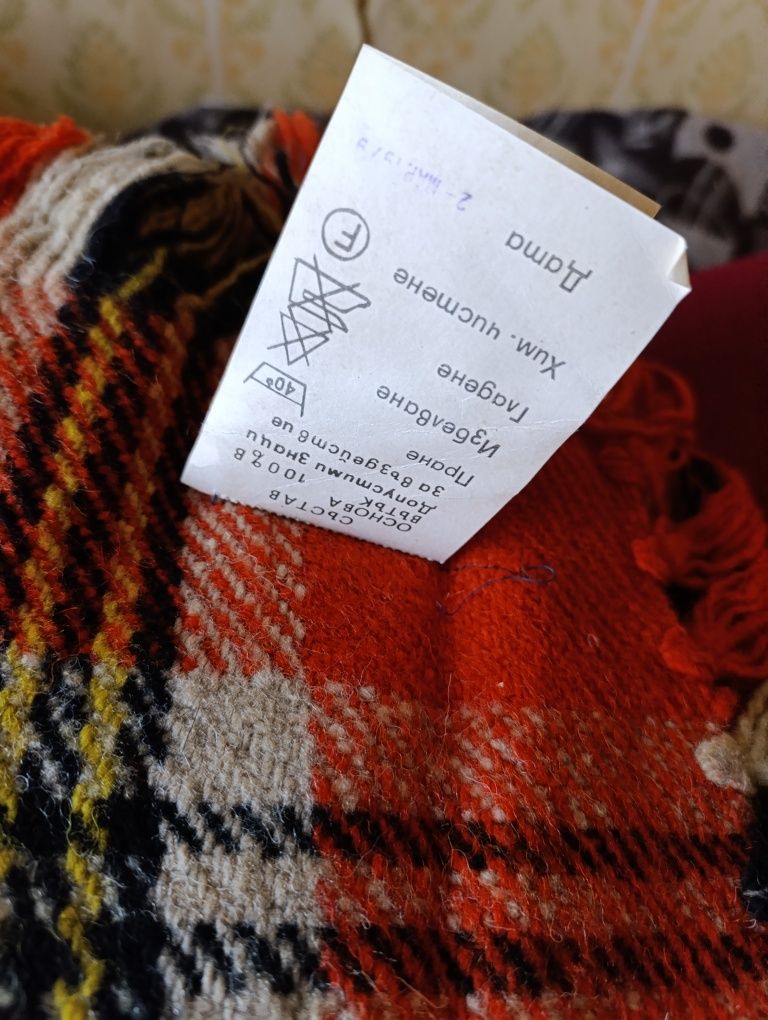 СЪСТАВ
ОСНОВА
ВЪТЪК 100% В
Допустими знаци
за въздействие
Пране 40°
Избелване
Гладене
Хим. чистене F
Дата